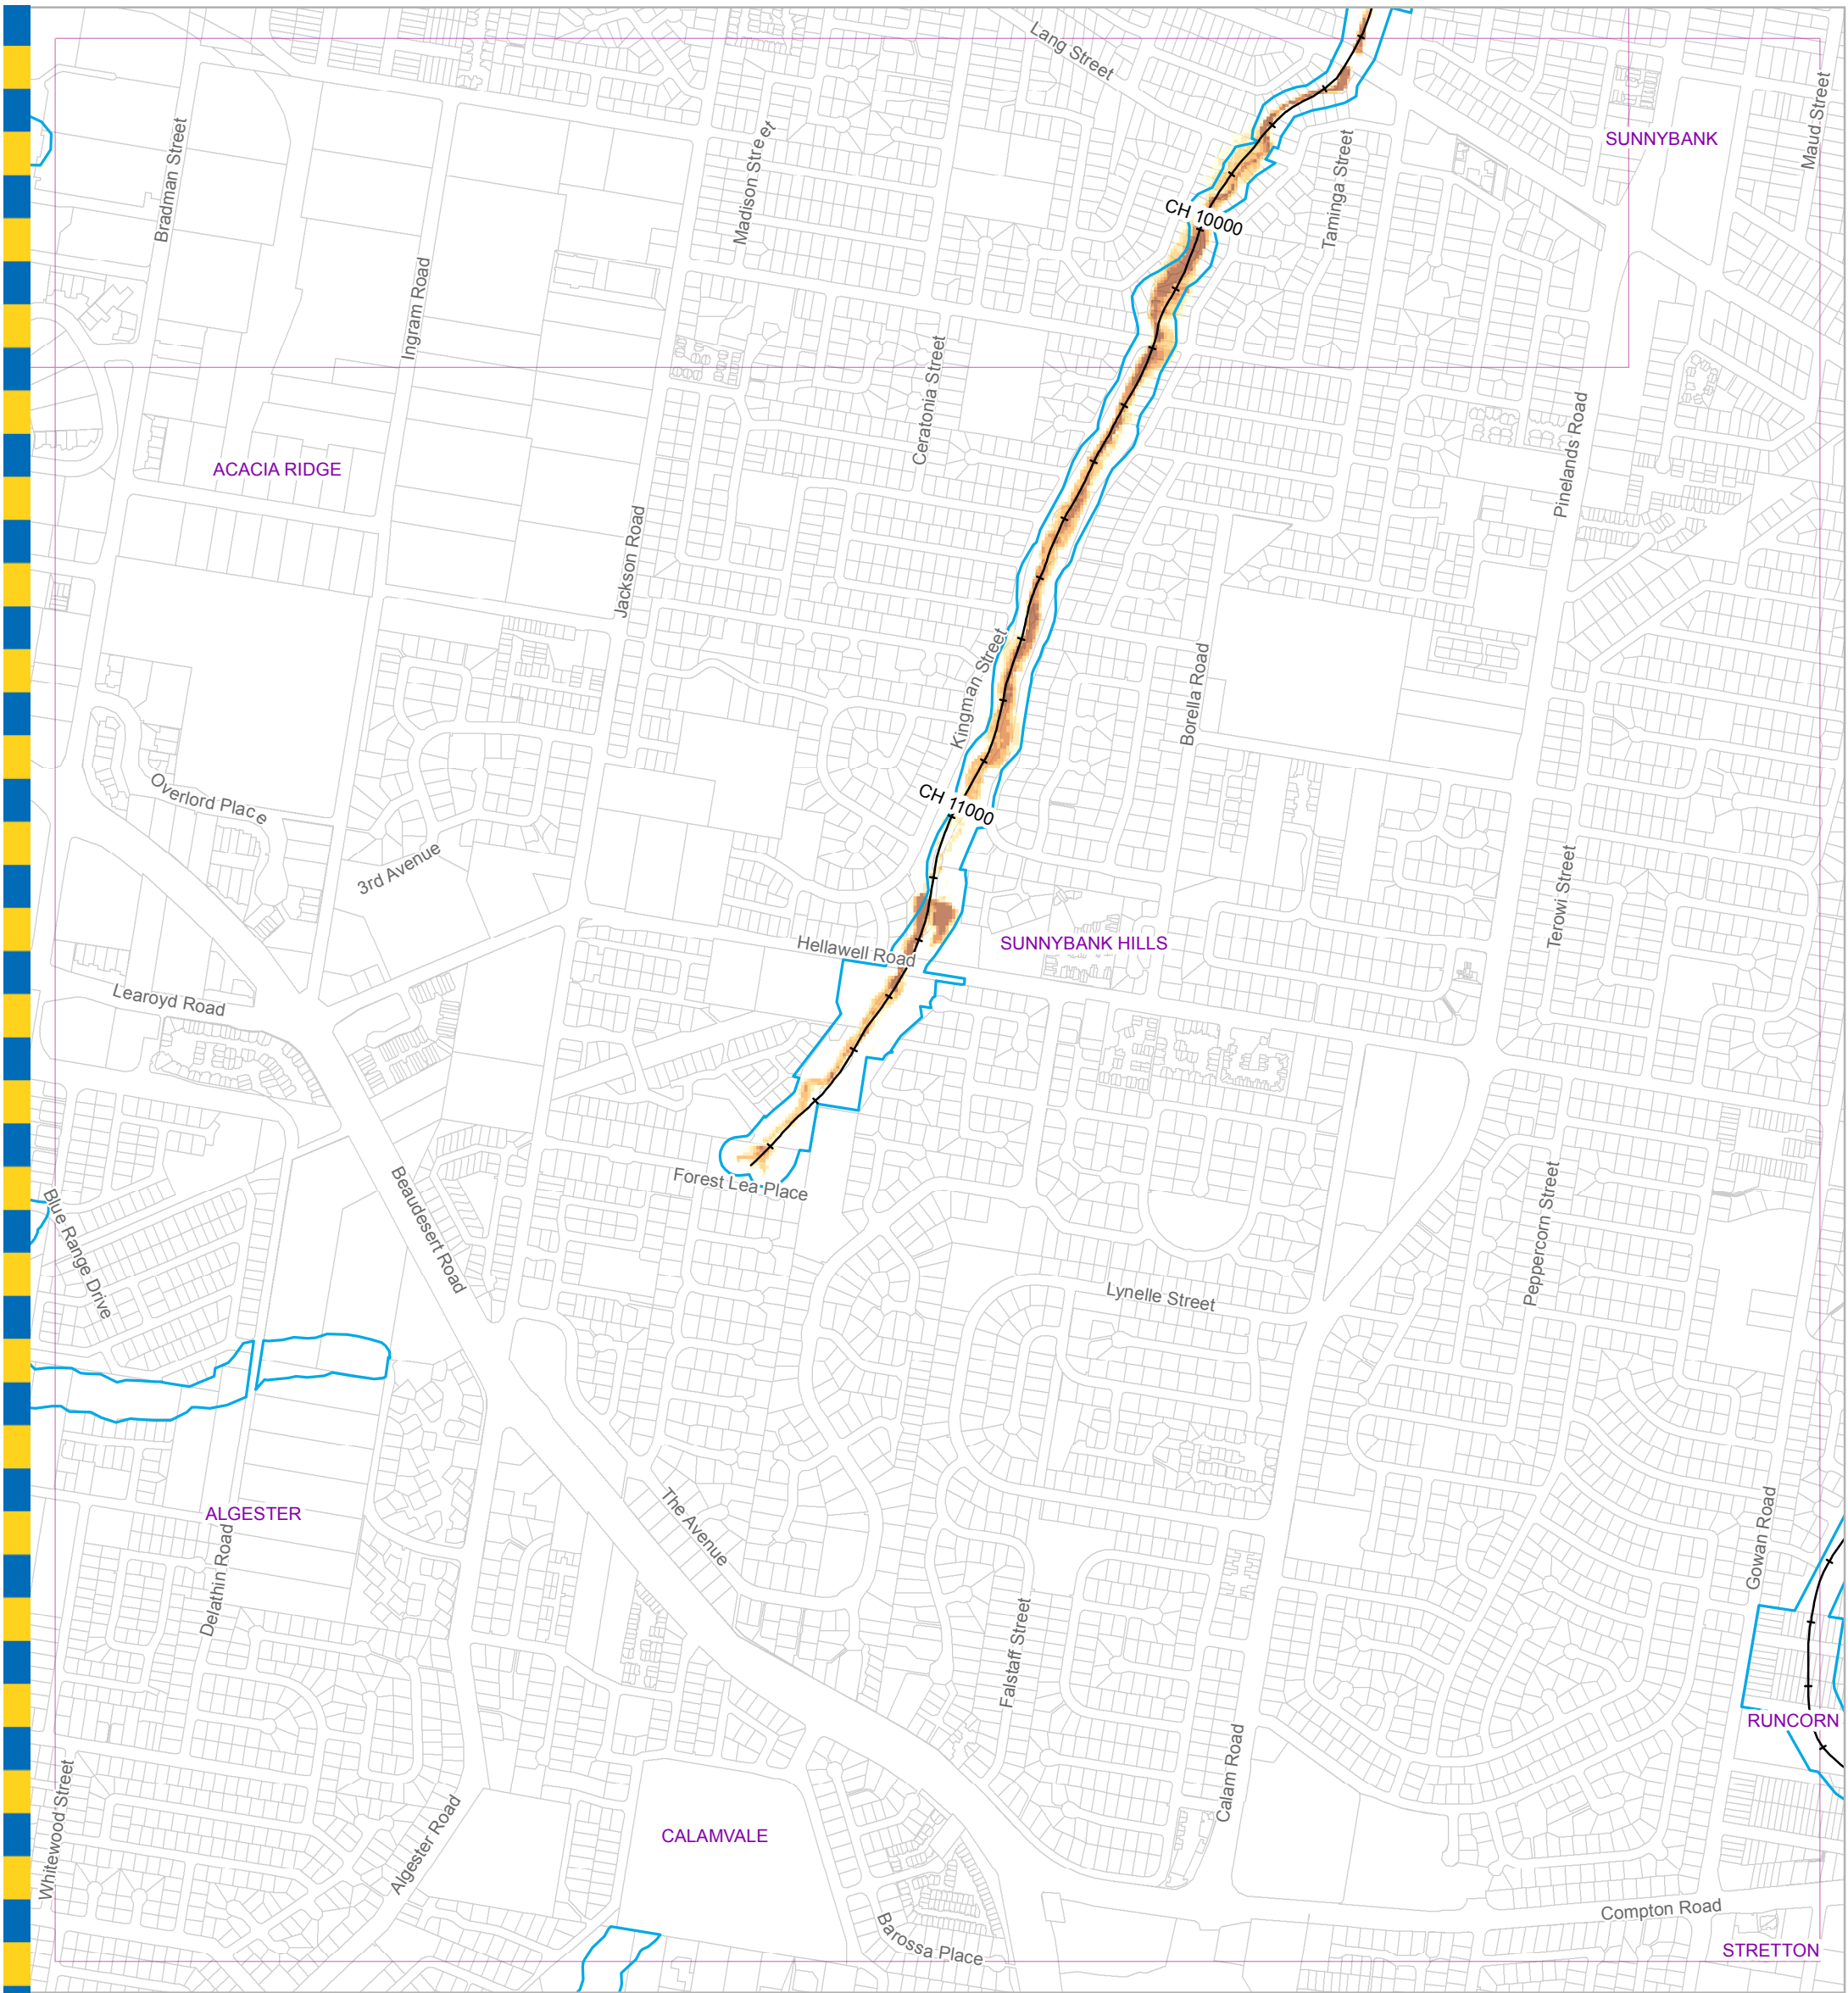 Lang Street
Maud Street
SUNNYBANK
Bradman Street
Madison Street
Taminga Street
CH 10000
Ingram Road
Ceratonia Street
Pinelands Road
ACACIA RIDGE
Jackson Road
Kingman Street
Borella Road
Overlord Place
CH 11000
3rd Avenue
Terowi Street
Hellawell Road
SUNNYBANK HILLS
Learoyd Road
Forest Lea Place
Blue Range Drive
Beaudesert Road
Peppercorn Street
Lynelle Street
ALGESTER
The Avenue
Gowan Road
Delathin Road
Falstaff Street
RUNCORN
Calam Road
Whitewood Street
Algester Road
CALAMVALE
Compton Road
Barossa Place
STRETTON